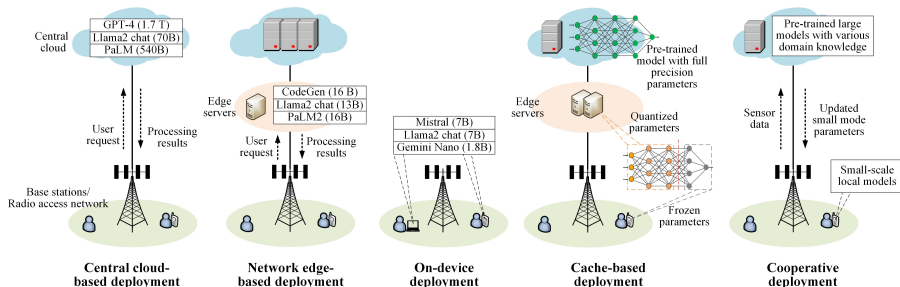 Central
cloud
GPT-4 (1.7 T)
Llama2 chat (70B)
PaLM (540B)
User
request
Processing
results
Base stations/
Radio access network
Central cloud-
based deployment
Edge
servers
CodeGen (16 B)
Llama2 chat (13B)
PaLM2 (16B)
User
request
Processing
results
Network edge-
based deployment
Mistral (7B)
Llama2 chat (7B)
Gemini Nano (1.8B)
On-device
deployment
Pre-trained
model with full
precision
parameters
Edge
servers
Quantized
parameters
Frozen
parameters
Cache-based
deployment
Pre-trained large
models with various
domain knowledge
Sensor
data
Updated
small mode
parameters
Small-scale
local models
Cooperative
deployment